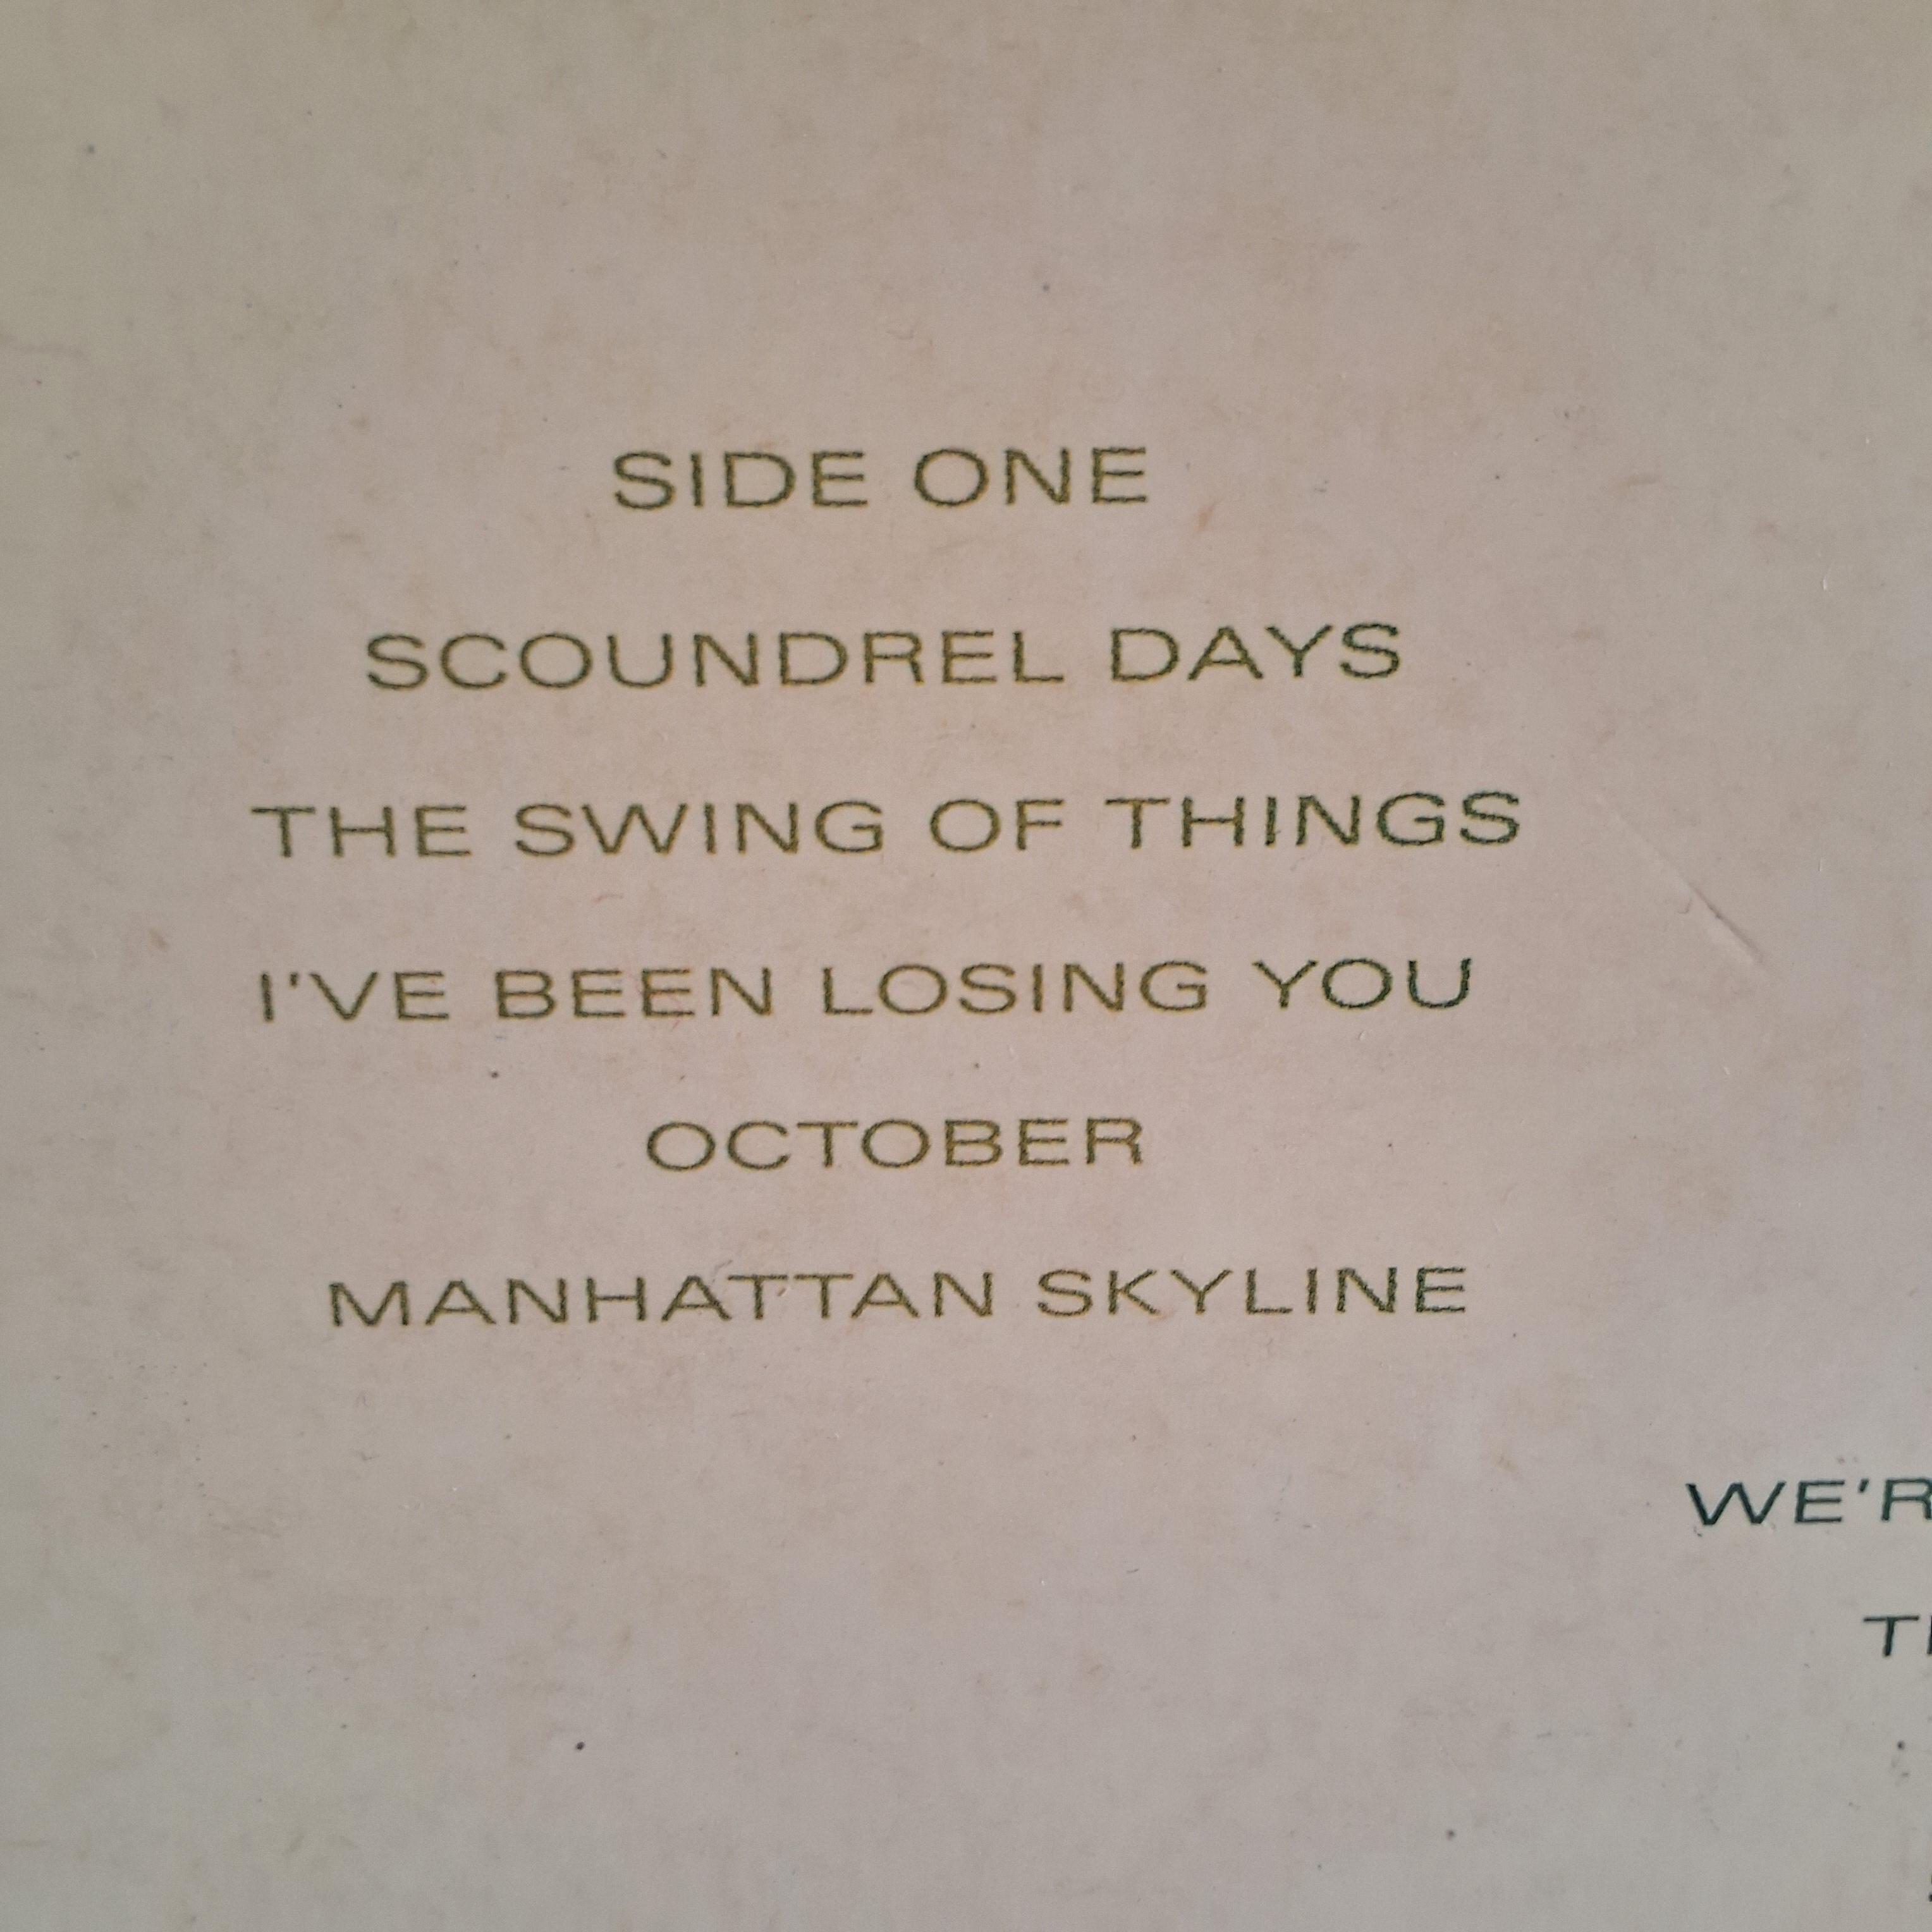 SIDE ONE
SCOUNDREL DAYS
THE SWING OF THINGS
I'VE BEEN LOSING YOU
OCTOBER
MANHATTAN SKYLINE